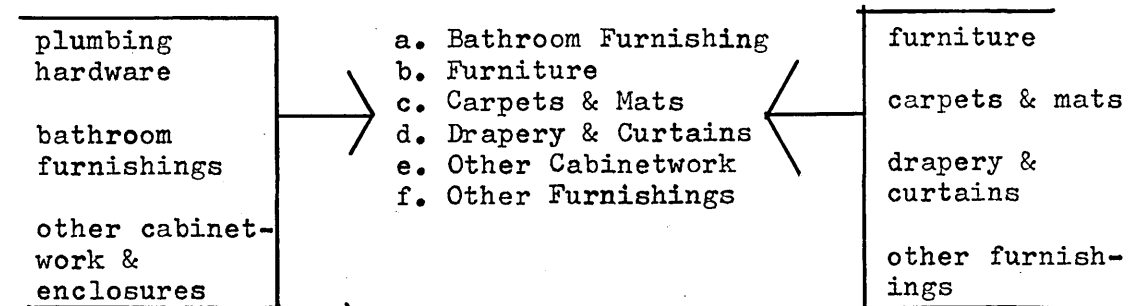 plumbing
hardware
bathroom
furnishings
other cabinet-
work &
enclosures
a. Bathroom Furnishing
b. Furniture
c. Carpets & Mats
d. Drapery & Curtains
e. Other Cabinetwork
f. Other Furnishings
furniture
carpets & mats
drapery &
curtains
other furnish-
ings